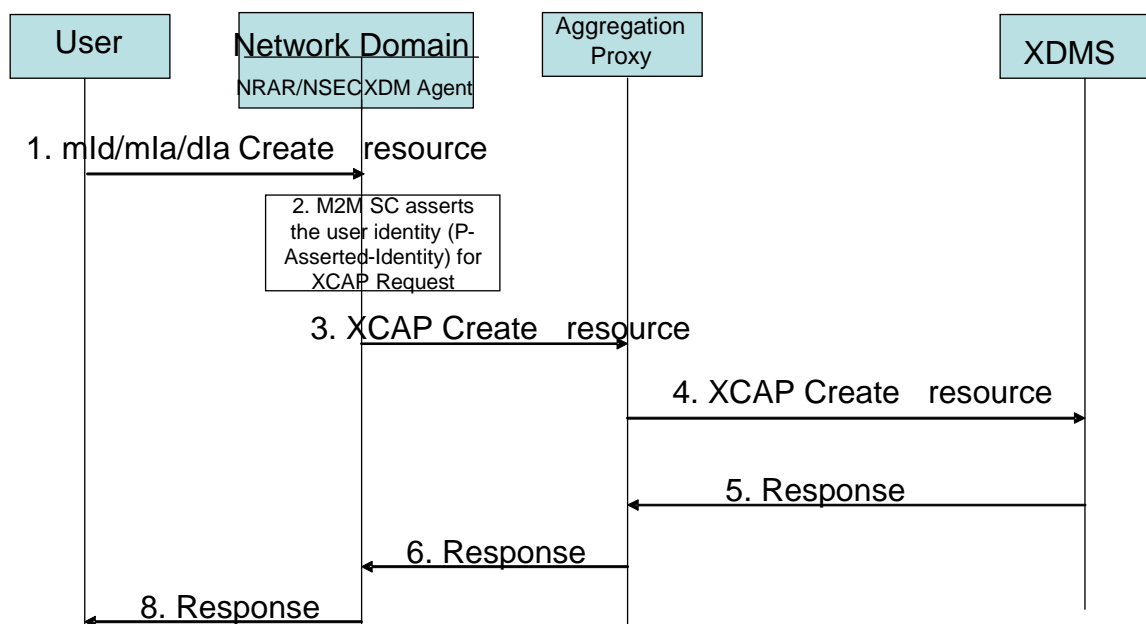 User
Network Domain
NRAR/NSEC XDM Agent
Aggregation
Proxy
XDMS
1. mId/mIa/dIa Create resource
2. M2M SC asserts
the user identity (P-
Asserted-Identity) for
XCAP Request
3. XCAP Create resource
4. XCAP Create resource
5. Response
6. Response
8. Response